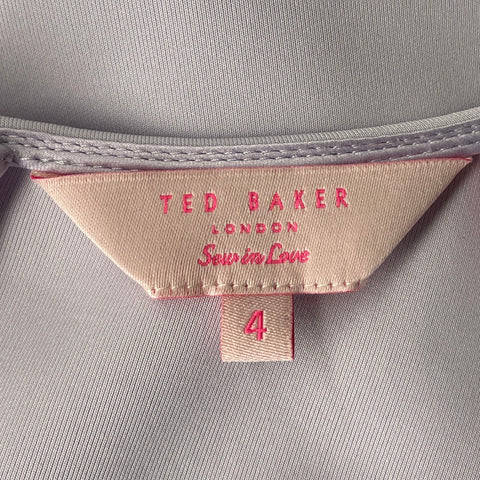 TED BAKER
LONDON
Sew in Love
4